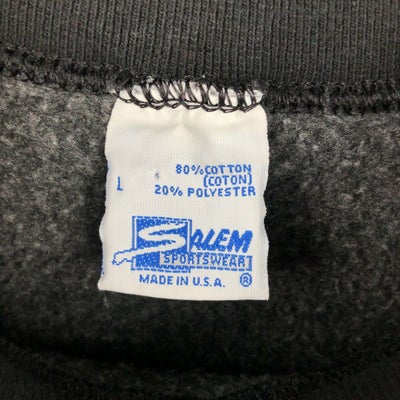 80% COTTON
(COTON)
L
20% POLYESTER
SALEM
SPORTSWEAR
MADE IN U.S.A. ®